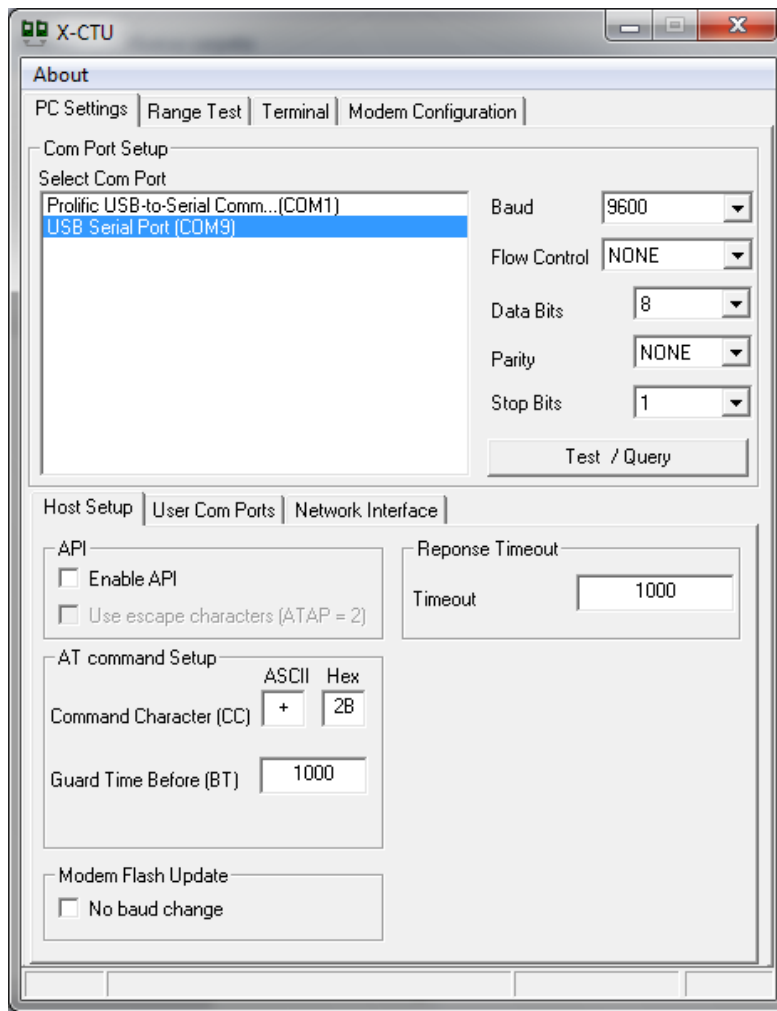 X-CTU
About
PC Settings Range Test Terminal Modem Configuration
Com Port Setup
Select Com Port
Prolific USB-to-Serial Comm...(COM1)
USB Serial Port (COM9)
Baud 9600
Flow Control NONE
Data Bits 8
Parity NONE
Stop Bits 1
Test / Query
Host Setup User Com Ports Network Interface
API
Enable API
Use escape characters (ATAP = 2)
Reponse Timeout
Timeout 1000
AT command Setup
ASCII Hex
Command Character (CC) + 2B
Guard Time Before (BT) 1000
Modem Flash Update
No baud change